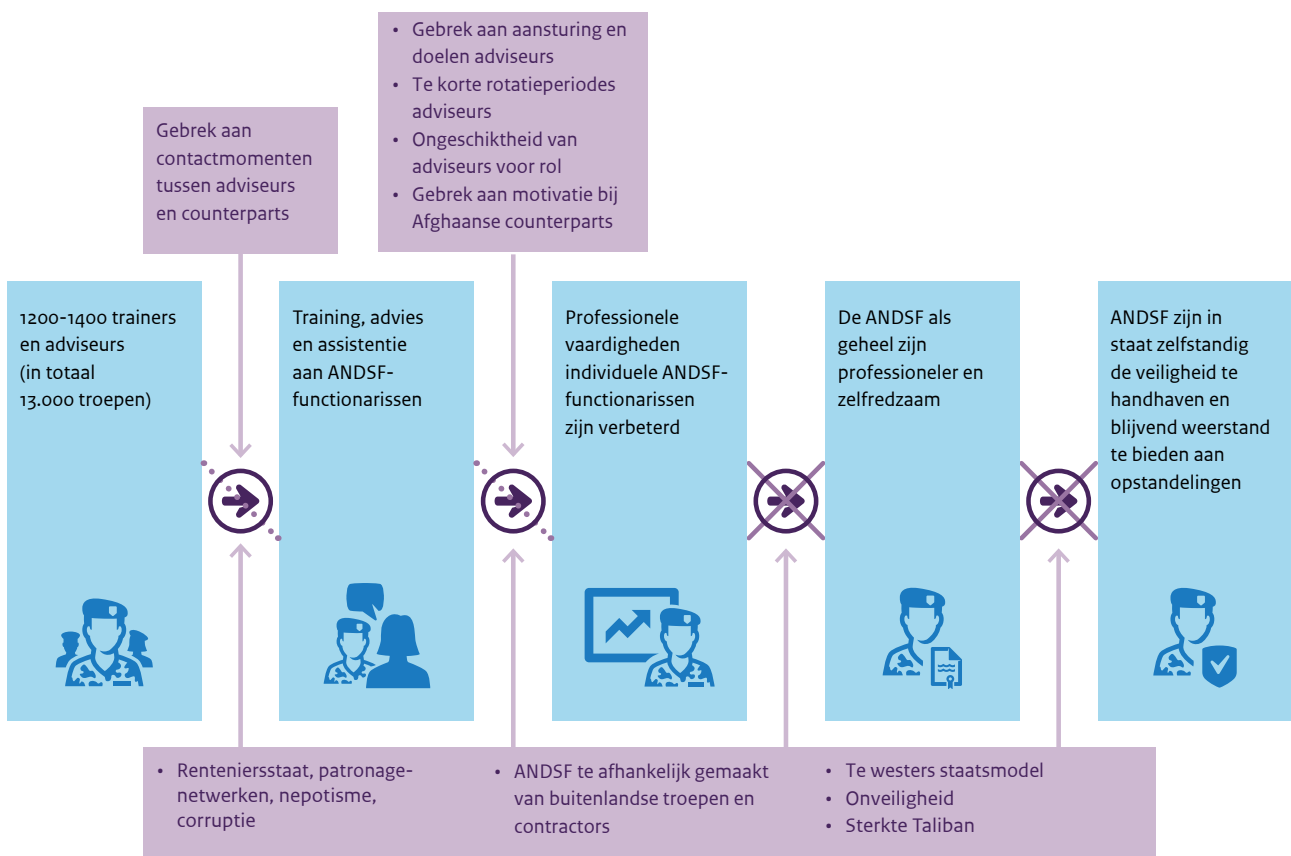 Gebrek aan
contactmomenten
tussen adviseurs
en counterparts
• Gebrek aan aansturing en
doelen adviseurs
• Te korte rotatieperiodes
adviseurs
• Ongeschiktheid van
adviseurs voor rol
• Gebrek aan motivatie bij
Afghaanse counterparts
1200-1400 trainers
en adviseurs
(in totaal
13.000 troepen)
Training, advies
en assistentie
aan ANDSF-
functionarissen
Professionele
vaardigheden
individuele ANDSF-
functionarissen
zijn verbeterd
De ANDSF als
geheel zijn
professioneler en
zelfredzaam
ANDSF zijn in
staat zelfstandig
de veiligheid te
handhaven en
blijvend weerstand
te bieden aan
opstandelingen
• Renteniersstaat, patronage-
netwerken, nepotisme,
corruptie
• ANDSF te afhankelijk gemaakt
van buitenlandse troepen en
contractors
• Te westers staatsmodel
• Onveiligheid
• Sterkte Taliban